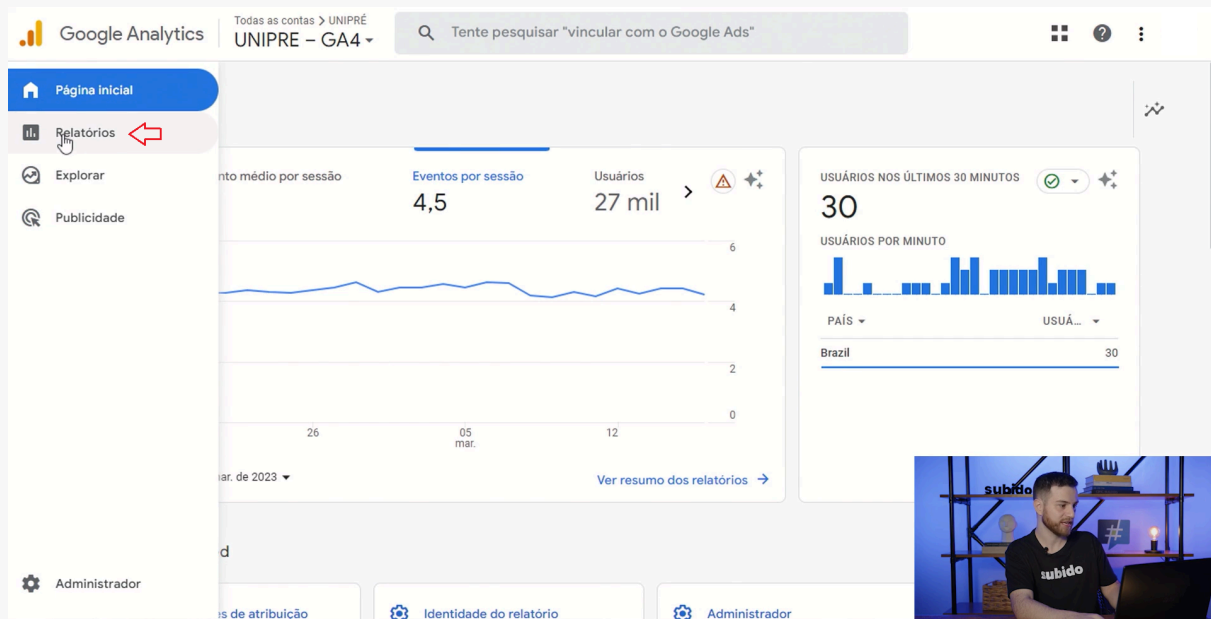 Google Analytics
Todas as contas > UNIPRÉ
UNIPRE – GA4
Tente pesquisar "vincular com o Google Ads"
Página inicial
Relatórios
Explorar
Publicidade
Administrador
nto médio por sessão
Eventos por sessão
4,5
Usuários
27 mil
6
4
2
0
26
05
mar.
12
ar. de 2023
Ver resumo dos relatórios
USUÁRIOS NOS ÚLTIMOS 30 MINUTOS
30
USUÁRIOS POR MINUTO
PAÍS
USUÁ...
Brazil
30
d
es de atribuição
Identidade do relatório
Administrador
subido
#
subido